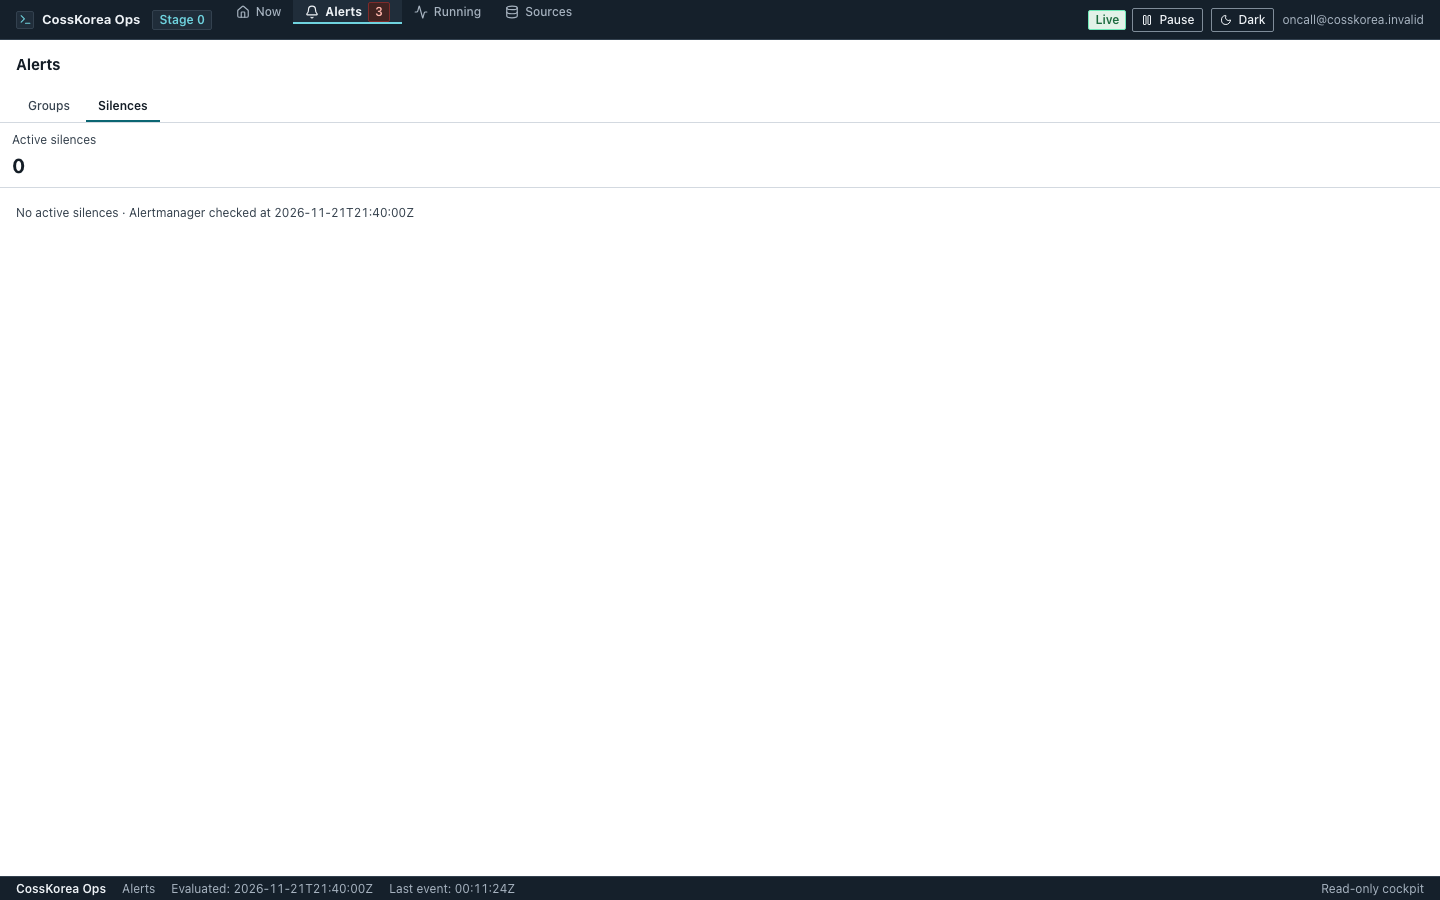 CossKorea Ops Stage 0 Now Alerts 3 Running Sources Live Pause Dark oncall@cosskorea.invalid
Alerts
Groups Silences
Active silences
0
No active silences · Alertmanager checked at 2026-11-21T21:40:00Z
CossKorea Ops Alerts Evaluated: 2026-11-21T21:40:00Z Last event: 00:11:24Z Read-only cockpit